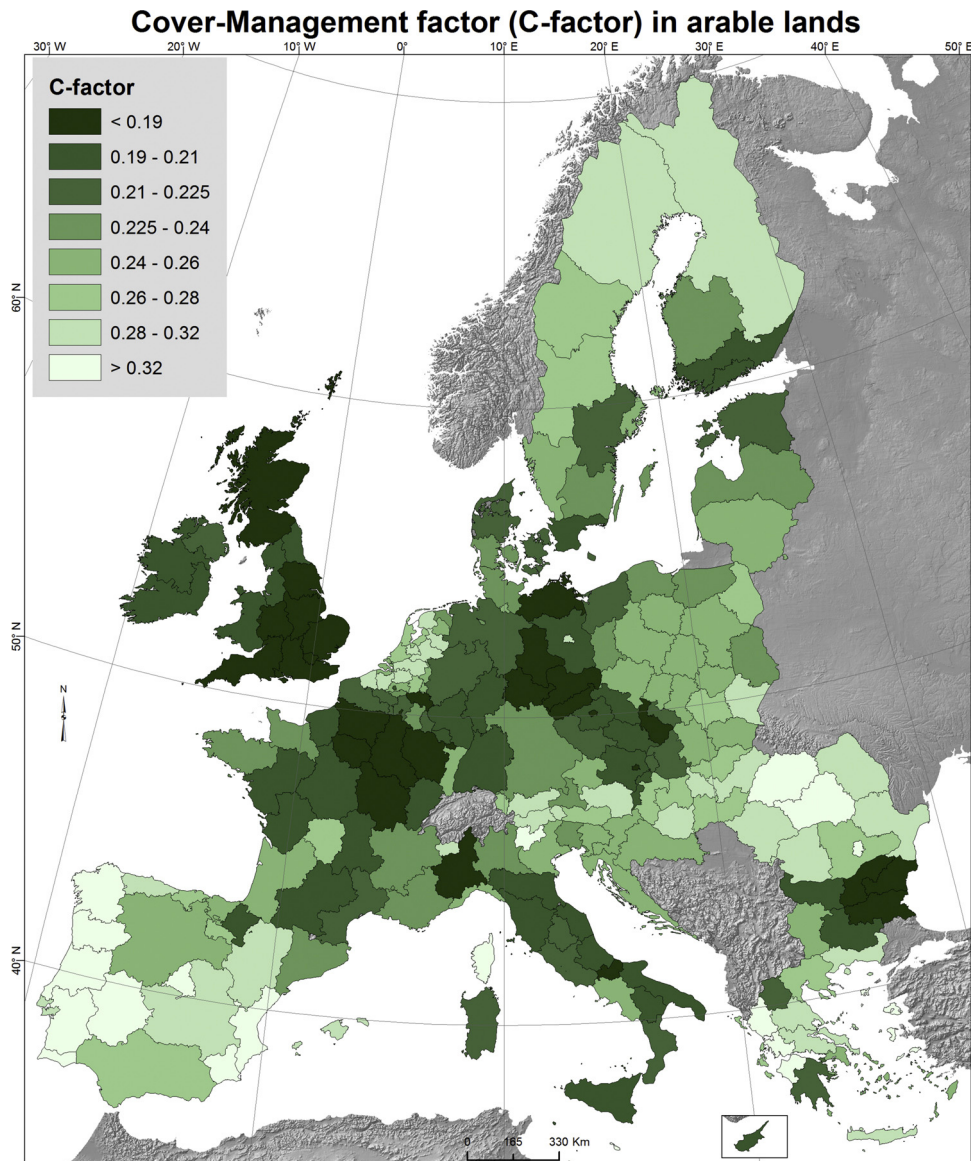 Cover-Management factor (C-factor) in arable lands
30°W 20°W 10°W 0° 10°E 20°E 30°E 40°E 50°E
C-factor
< 0.19
0.19 - 0.21
0.21 - 0.225
0.225 - 0.24
0.24 - 0.26
0.26 - 0.28
0.28 - 0.32
> 0.32
60° N
50° N
N
40° N
0 165 330 Km